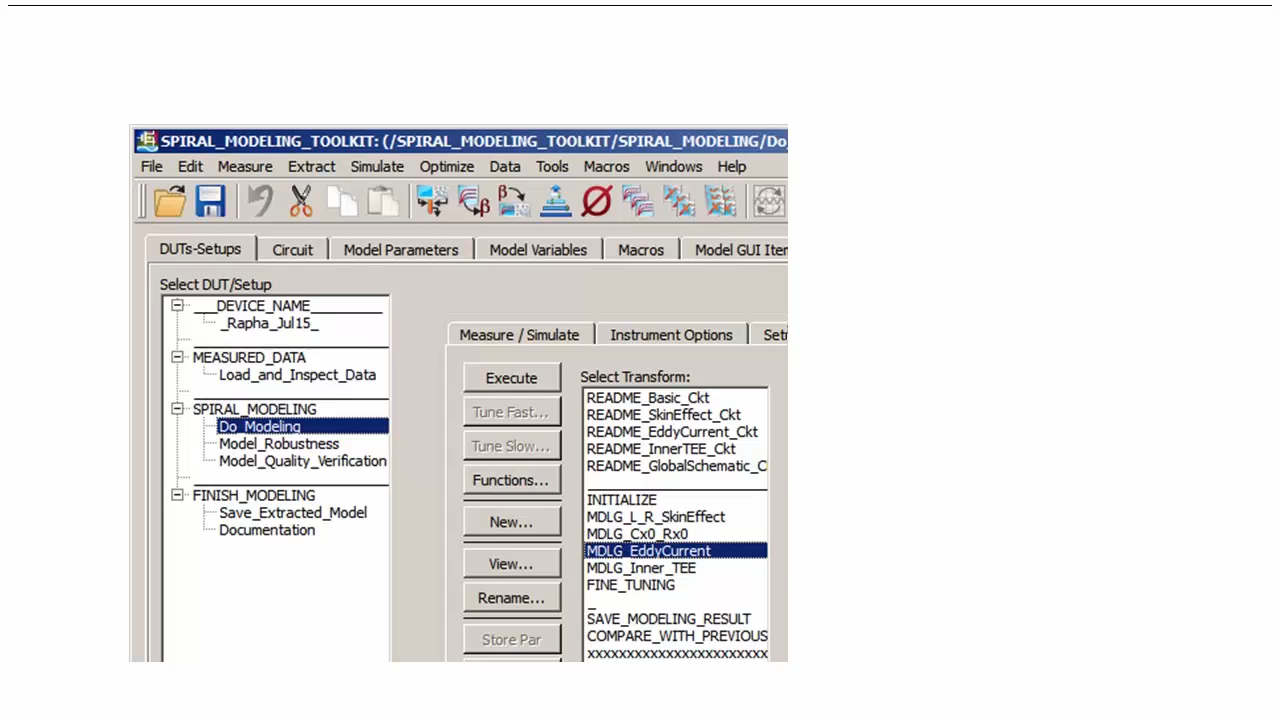 SPIRAL_MODELING_TOOLKIT: (/SPIRAL_MODELING_TOOLKIT/SPIRAL_MODELING/Do_
File Edit Measure Extract Simulate Optimize Data Tools Macros Windows Help
DUTs-Setups Circuit Model Parameters Model Variables Macros Model GUI Iter
Select DUT/Setup
___DEVICE_NAME_________
_Rapha_Jul15_
MEASURED_DATA
Load_and_Inspect_Data
SPIRAL_MODELING
Do_Modeling
Model_Robustness
Model_Quality_Verification
FINISH_MODELING
Save_Extracted_Model
Documentation
Measure / Simulate Instrument Options Set
Execute
Tune Fast...
Tune Slow...
Functions...
New...
View...
Rename...
Store Par
Select Transform:
README_Basic_Ckt
README_SkinEffect_Ckt
README_EddyCurrent_Ckt
README_InnerTEE_Ckt
README_GlobalSchematic_C
INITIALIZE
MDLG_L_R_SkinEffect
MDLG_Cx0_Rx0
MDLG_EddyCurrent
MDLG_Inner_TEE
FINE_TUNING
_
SAVE_MODELING_RESULT
COMPARE_WITH_PREVIOUS
xxxxxxxxxxxxxxxxxxxxxxx